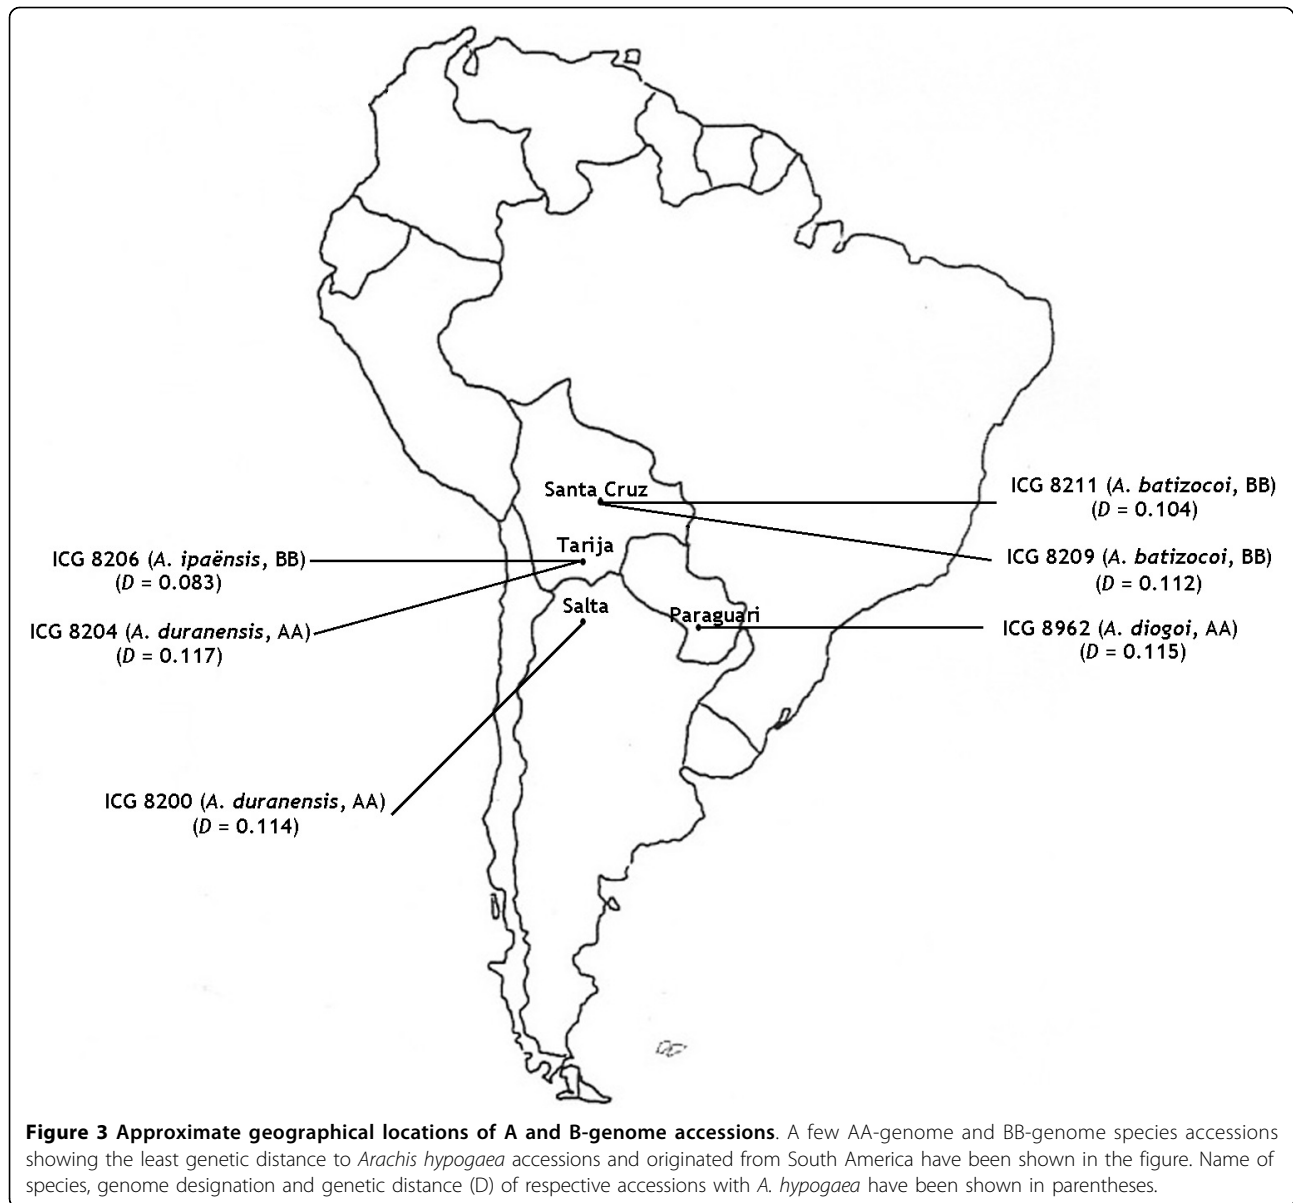 Santa Cruz
ICG 8211 (A. batizocoi, BB)
(D = 0.104)
Tarija
ICG 8206 (A. ipaënsis, BB)
(D = 0.083)
ICG 8209 (A. batizocoi, BB)
(D = 0.112)
Salta
Paraguari
ICG 8204 (A. duranensis, AA)
(D = 0.117)
ICG 8962 (A. diogoi, AA)
(D = 0.115)
ICG 8200 (A. duranensis, AA)
(D = 0.114)
Figure 3 Approximate geographical locations of A and B-genome accessions. A few AA-genome and BB-genome species accessions
showing the least genetic distance to Arachis hypogaea accessions and originated from South America have been shown in the figure. Name of
species, genome designation and genetic distance (D) of respective accessions with A. hypogaea have been shown in parentheses.